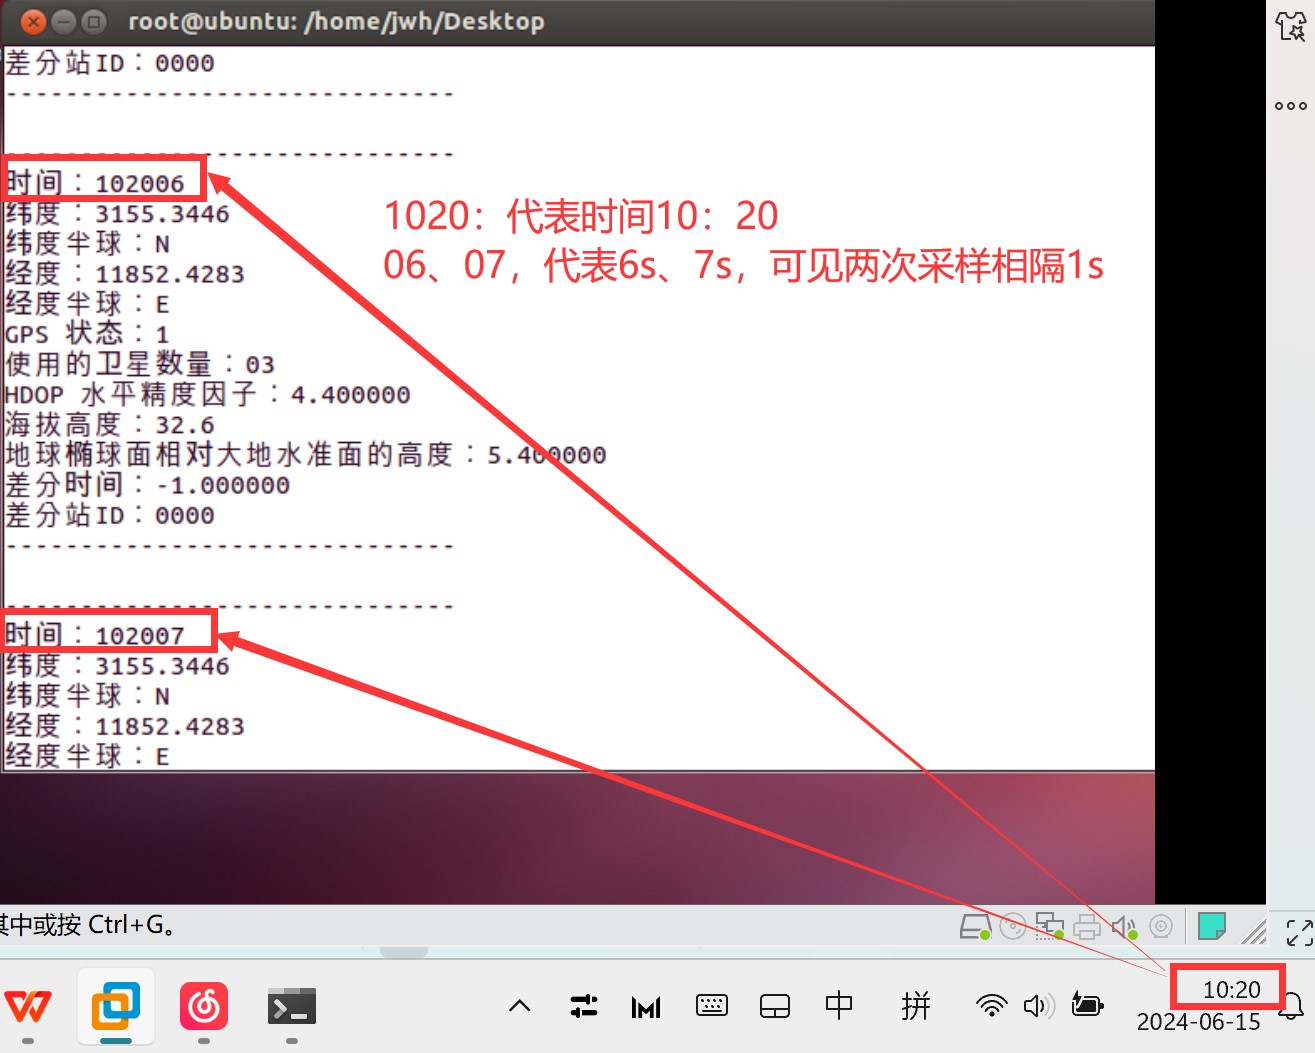 root@ubuntu: /home/jwh/Desktop
差分站ID：0000
------------------------------
------------------------------
时间：102006
纬度：3155.3446
纬度半球：N
经度：11852.4283
经度半球：E
GPS 状态：1
使用的卫星数量：03
HDOP 水平精度因子：4.400000
海拔高度：32.6
地球椭球面相对大地水准面的高度：5.400000
差分时间：-1.000000
差分站ID：0000
------------------------------
------------------------------
时间：102007
纬度：3155.3446
纬度半球：N
经度：11852.4283
经度半球：E
1020：代表时间10：20
06、07，代表6s、7s，可见两次采样相隔1s
其中或按 Ctrl+G。
中
拼
10:20
2024-06-15